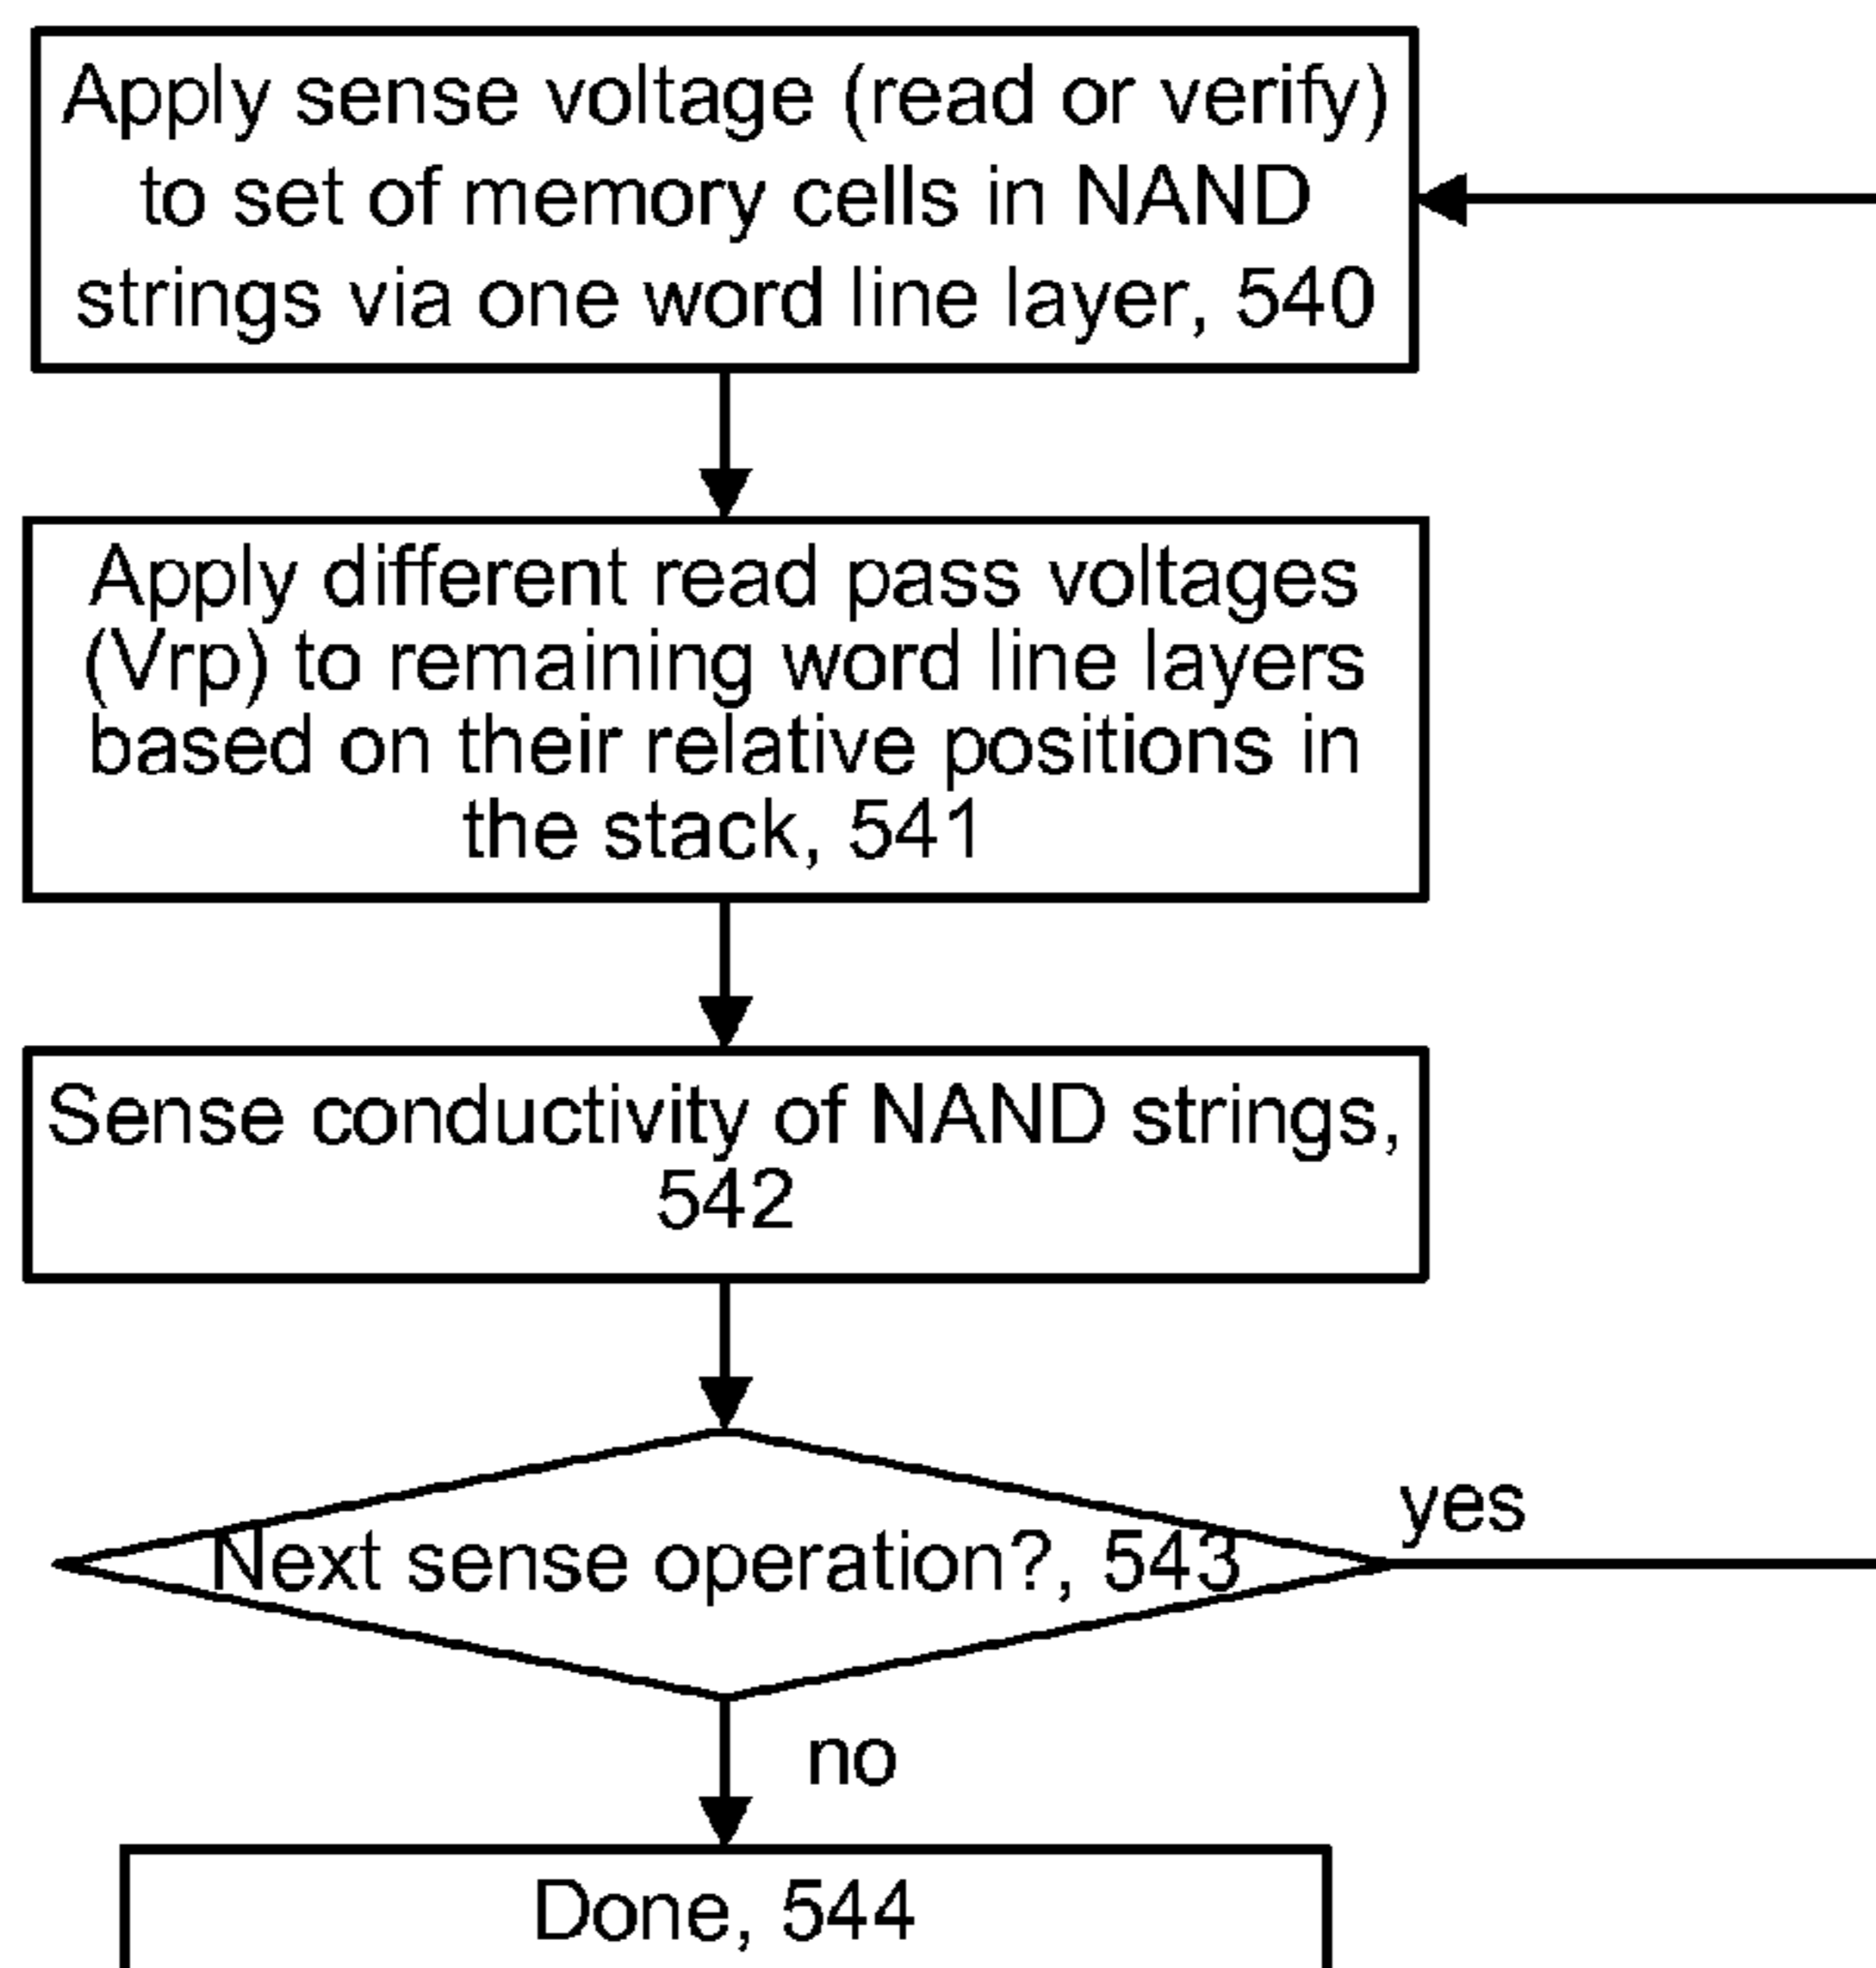 Apply sense voltage (read or verify)
to set of memory cells in NAND
strings via one word line layer, 540
Apply different read pass voltages
(Vrp) to remaining word line layers
based on their relative positions in
the stack, 541
Sense conductivity of NAND strings,
542
Next sense operation?, 543
yes
no
Done, 544